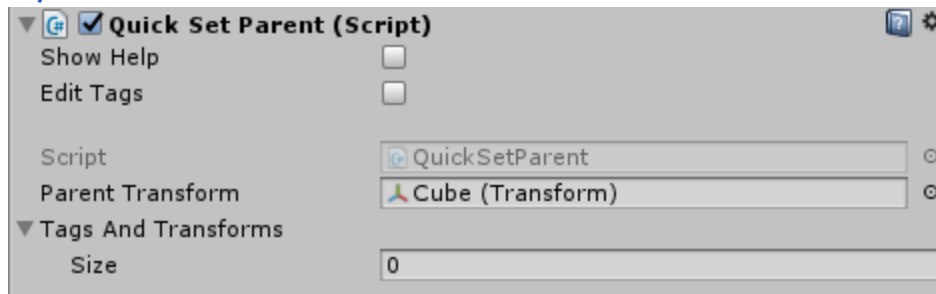 Quick Set Parent (Script)
Show Help
Edit Tags
Script QuickSetParent
Parent Transform Cube (Transform)
Tags And Transforms
Size 0